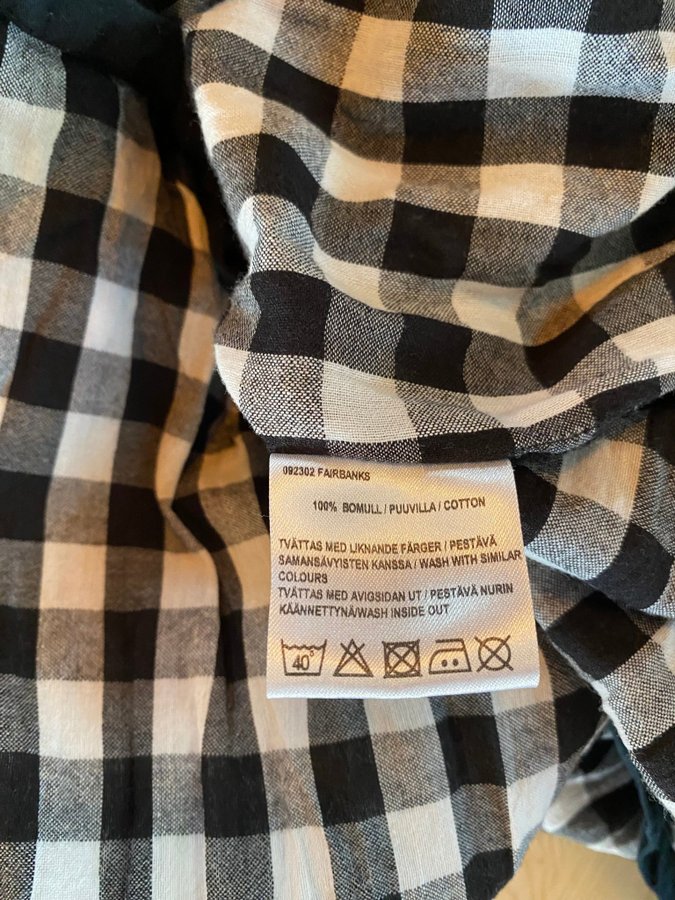 092302 FAIRBANKS
100% BOMULL / PUUVILLA / COTTON
TVÄTTAS MED LIKNANDE FÄRGER / PESTÄVÄ
SAMANSÄVYISTEN KANSSA / WASH WITH SIMILAR
COLOURS
TVÄTTAS MED AVIGSIDAN UT / PESTÄVÄ NURIN
KÄÄNNETTYNÄ/WASH INSIDE OUT
40°